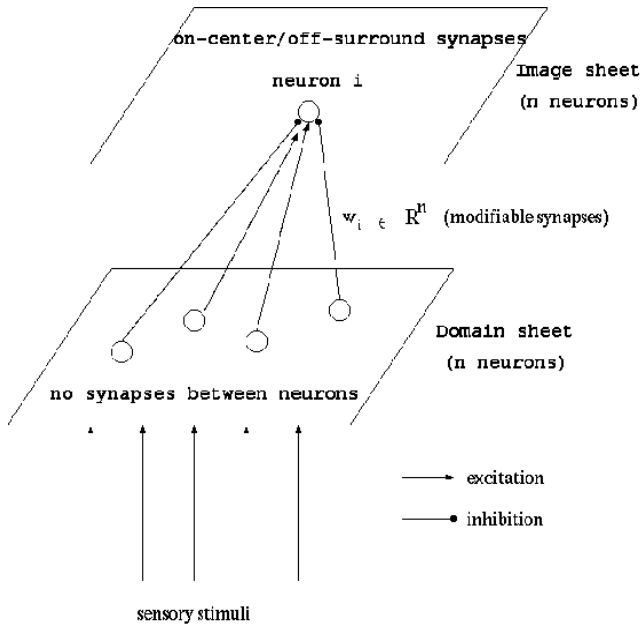 on-center/off-surround synapses
neuron i
Image sheet
(n neurons)
w_i ∈ R^n (modifiable synapses)
Domain sheet
(n neurons)
no synapses between neurons
excitation
inhibition
sensory stimuli